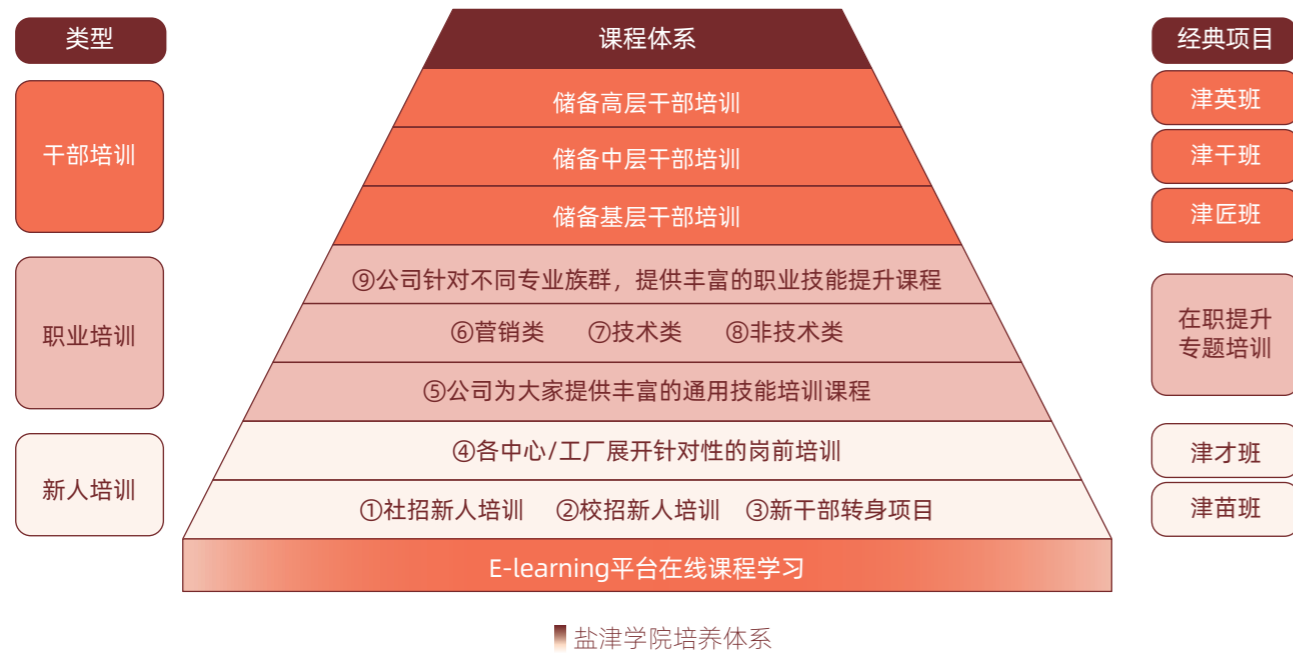 类型
课程体系
经典项目
干部培训
储备高层干部培训
津英班
储备中层干部培训
津干班
储备基层干部培训
津匠班
职业培训
⑨公司针对不同专业族群，提供丰富的职业技能提升课程
⑥营销类 ⑦技术类 ⑧非技术类
⑤公司为大家提供丰富的通用技能培训课程
在职提升
专题培训
新人培训
④各中心/工厂展开针对性的岗前培训
津才班
①社招新人培训 ②校招新人培训 ③新干部转身项目
津苗班
E-learning平台在线课程学习
盐津学院培养体系